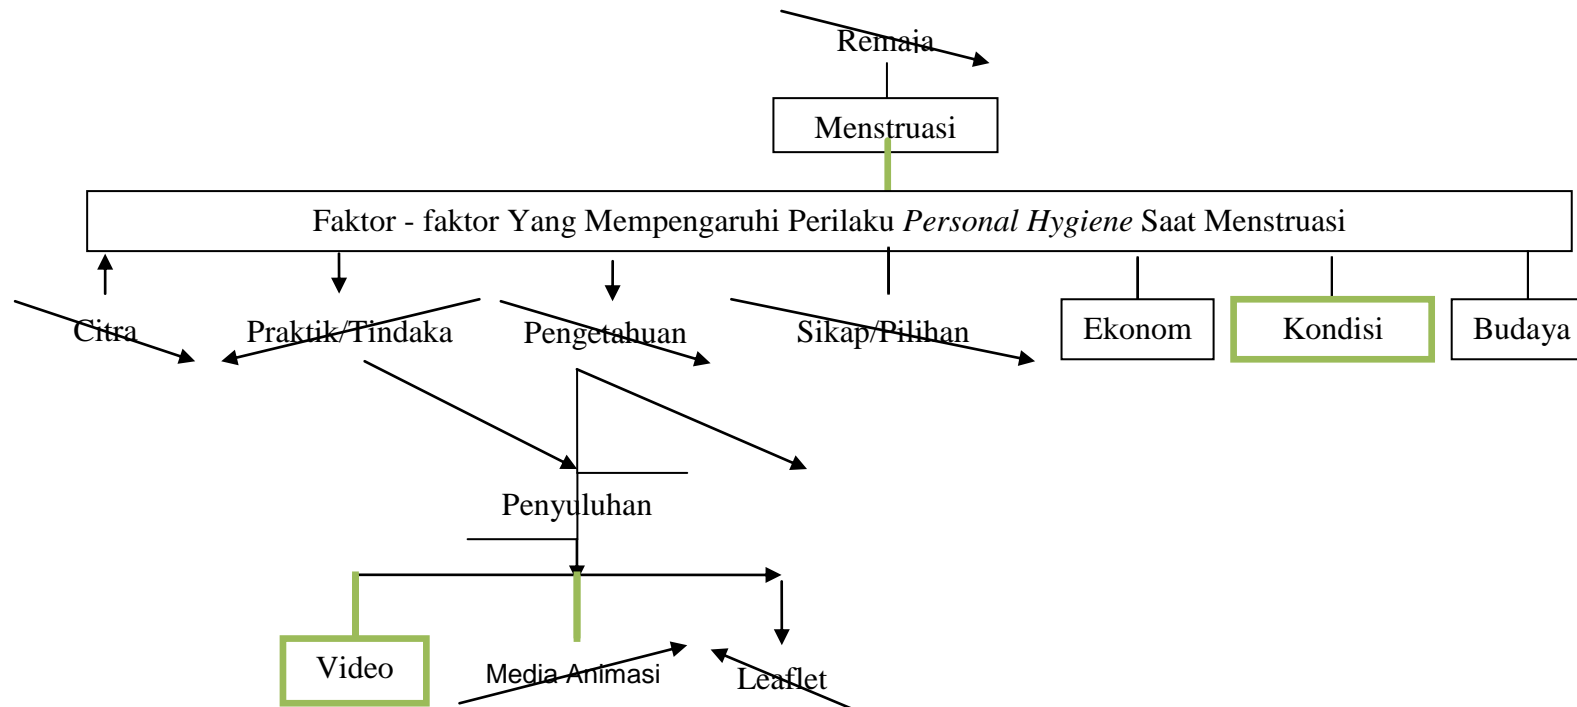 Remaja
Menstruasi
Faktor - faktor Yang Mempengaruhi Perilaku Personal Hygiene Saat Menstruasi
Citra
Praktik/Tindaka
Pengetahuan
Sikap/Pilihan
Ekonom
Kondisi
Budaya
Penyuluhan
Video
Media Animasi
Leaflet